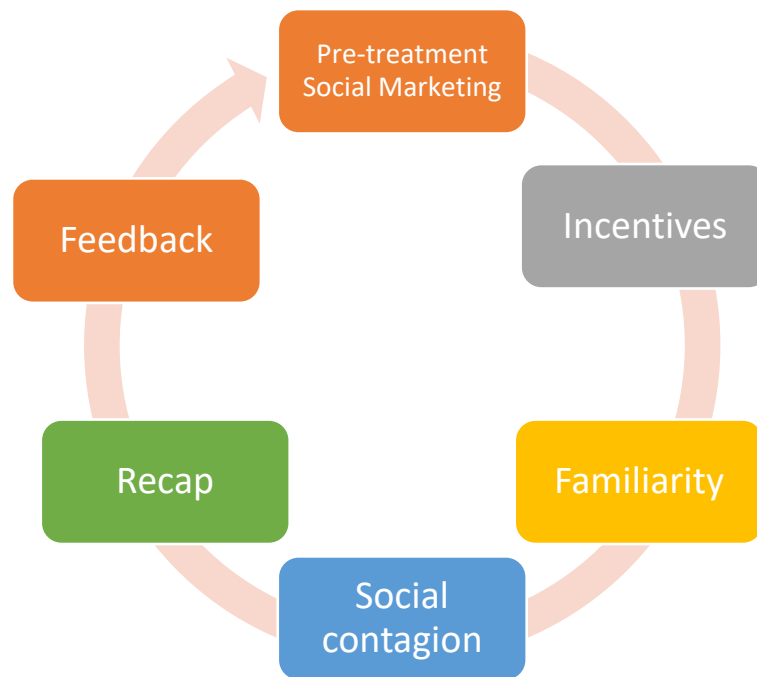 Pre-treatment
Social Marketing
Incentives
Familiarity
Social
contagion
Recap
Feedback